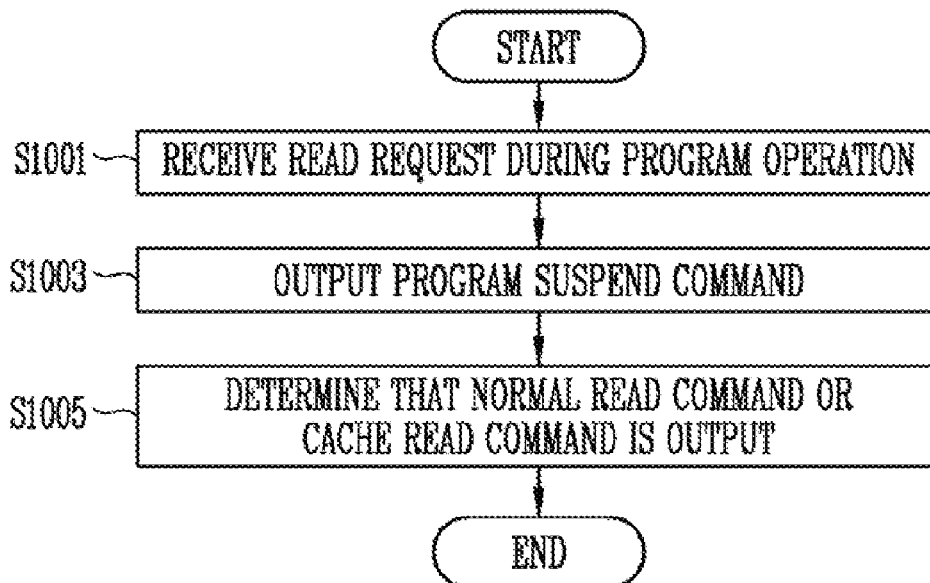 START
S1001 RECEIVE READ REQUEST DURING PROGRAM OPERATION
S1003 OUTPUT PROGRAM SUSPEND COMMAND
S1005 DETERMINE THAT NORMAL READ COMMAND OR
CACHE READ COMMAND IS OUTPUT
END